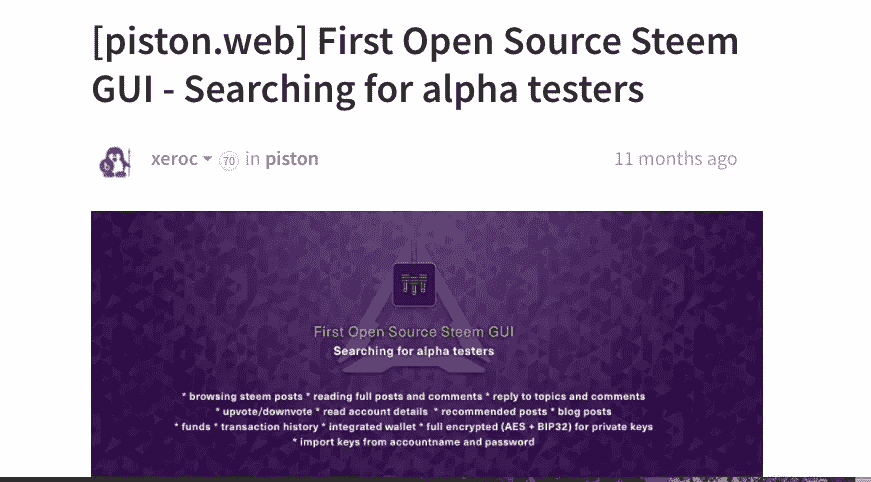 [piston.web] First Open Source Steem
GUI - Searching for alpha testers
xeroc 70 in piston 11 months ago
First Open Source Steem GUI
Searching for alpha testers
* browsing steem posts * reading full posts and comments * reply to topics and comments
* upvote/downvote * read account details * recommended posts * blog posts
* funds * transaction history * integrated wallet * full encrypted (AES + BIP32) for private keys
* import keys from accountname and password